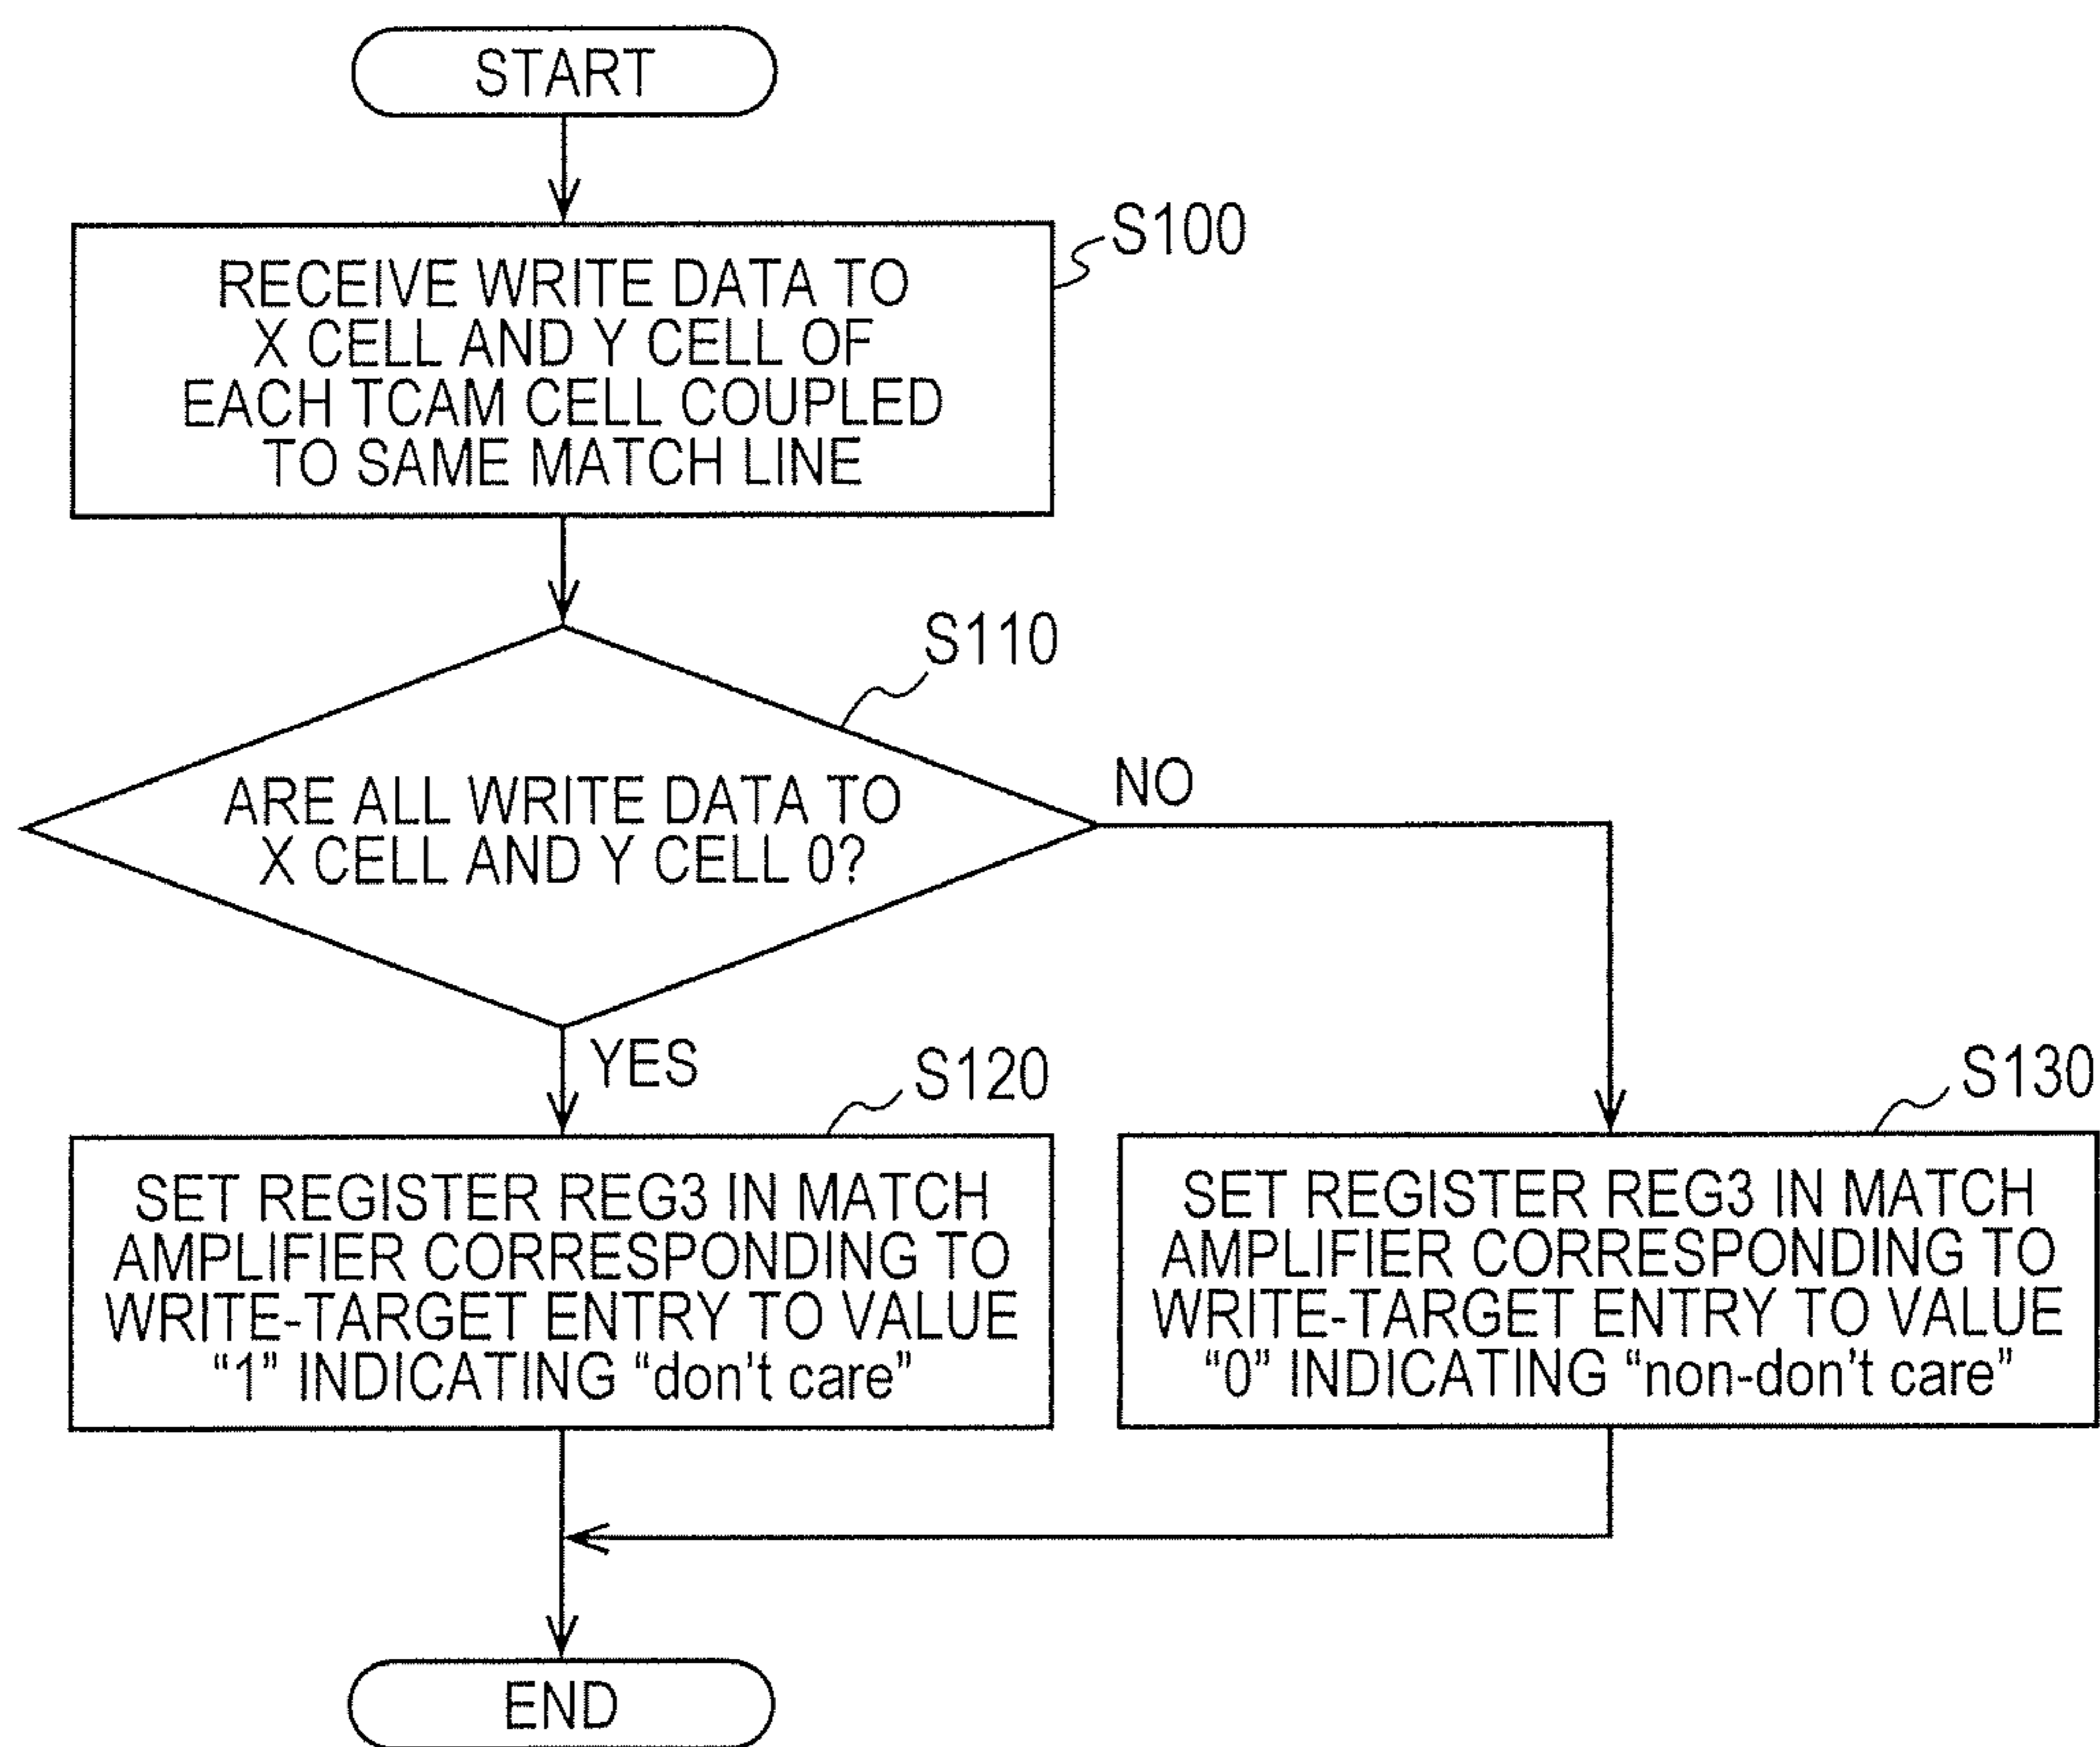 START
S100
RECEIVE WRITE DATA TO
X CELL AND Y CELL OF
EACH TCAM CELL COUPLED
TO SAME MATCH LINE
S110
ARE ALL WRITE DATA TO
X CELL AND Y CELL 0?
NO
YES
S120
SET REGISTER REG3 IN MATCH
AMPLIFIER CORRESPONDING TO
WRITE-TARGET ENTRY TO VALUE
“1” INDICATING “don't care”
S130
SET REGISTER REG3 IN MATCH
AMPLIFIER CORRESPONDING TO
WRITE-TARGET ENTRY TO VALUE
“0” INDICATING “non-don't care”
END